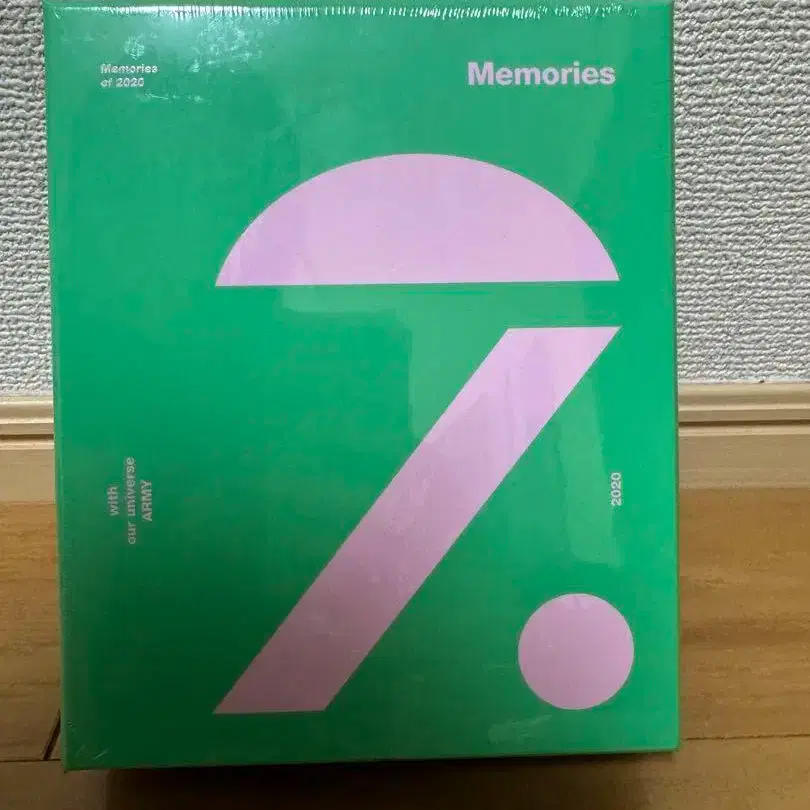 Memories
of 2020
Memories
with
our universe
ARMY
2020